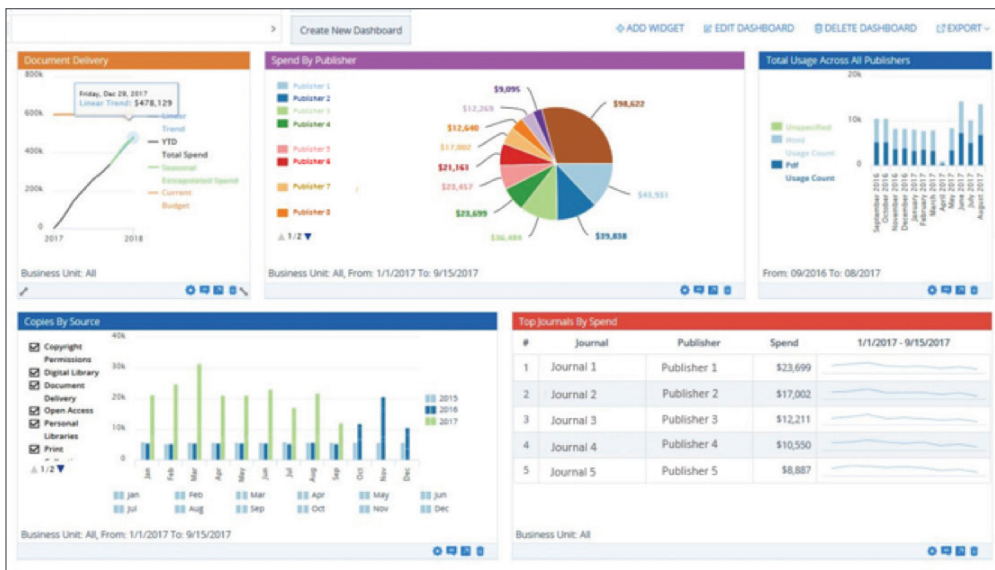 Create New Dashboard
ADD WIDGET
EDIT DASHBOARD
DELETE DASHBOARD
EXPORT
Document Delivery
800k
600k
400k
200k
0
Friday, Dec 29, 2017
Linear Trend: $478,129
Linear
Trend
YTD
Total Spend
Seasonal
Extrapolated Spend
Current
Budget
2017
2018
Business Unit: All
Spend By Publisher
Publisher 1
Publisher 2
Publisher 3
Publisher 4
Publisher 5
Publisher 6
Publisher 7
Publisher 8
1/2
$9,095
$12,269
$12,640
$17,002
$21,161
$23,457
$23,699
$98,622
$39,838
Business Unit: All, From: 1/1/2017 To: 9/15/2017
Total Usage Across All Publishers
20k
10k
0
Unspecified
Html
Usage Count
Pdf
Usage Count
September 2016
October 2016
November 2016
December 2016
January 2017
February 2017
March 2017
April 2017
May 2017
June 2017
July 2017
August 2017
From: 09/2016 To: 08/2017
Copies By Source
Copyright
Permissions
Digital Library
Document
Delivery
Open Access
Personal
Libraries
Print
1/2
40k
30k
20k
10k
0
Jan
Feb
Mar
Apr
May
Jun
Jul
Aug
Sep
Oct
Nov
Dec
2015
2016
2017
Jan Feb Mar Apr May Jun
Jul Aug Sep Oct Nov Dec
Business Unit: All, From: 1/1/2017 To: 9/15/2017
Top Journals By Spend
# Journal Publisher Spend 1/1/2017 - 9/15/2017
1 Journal 1 Publisher 1 $23,699
2 Journal 2 Publisher 2 $17,002
3 Journal 3 Publisher 3 $12,211
4 Journal 4 Publisher 4 $10,550
5 Journal 5 Publisher 5 $8,887
Business Unit: All